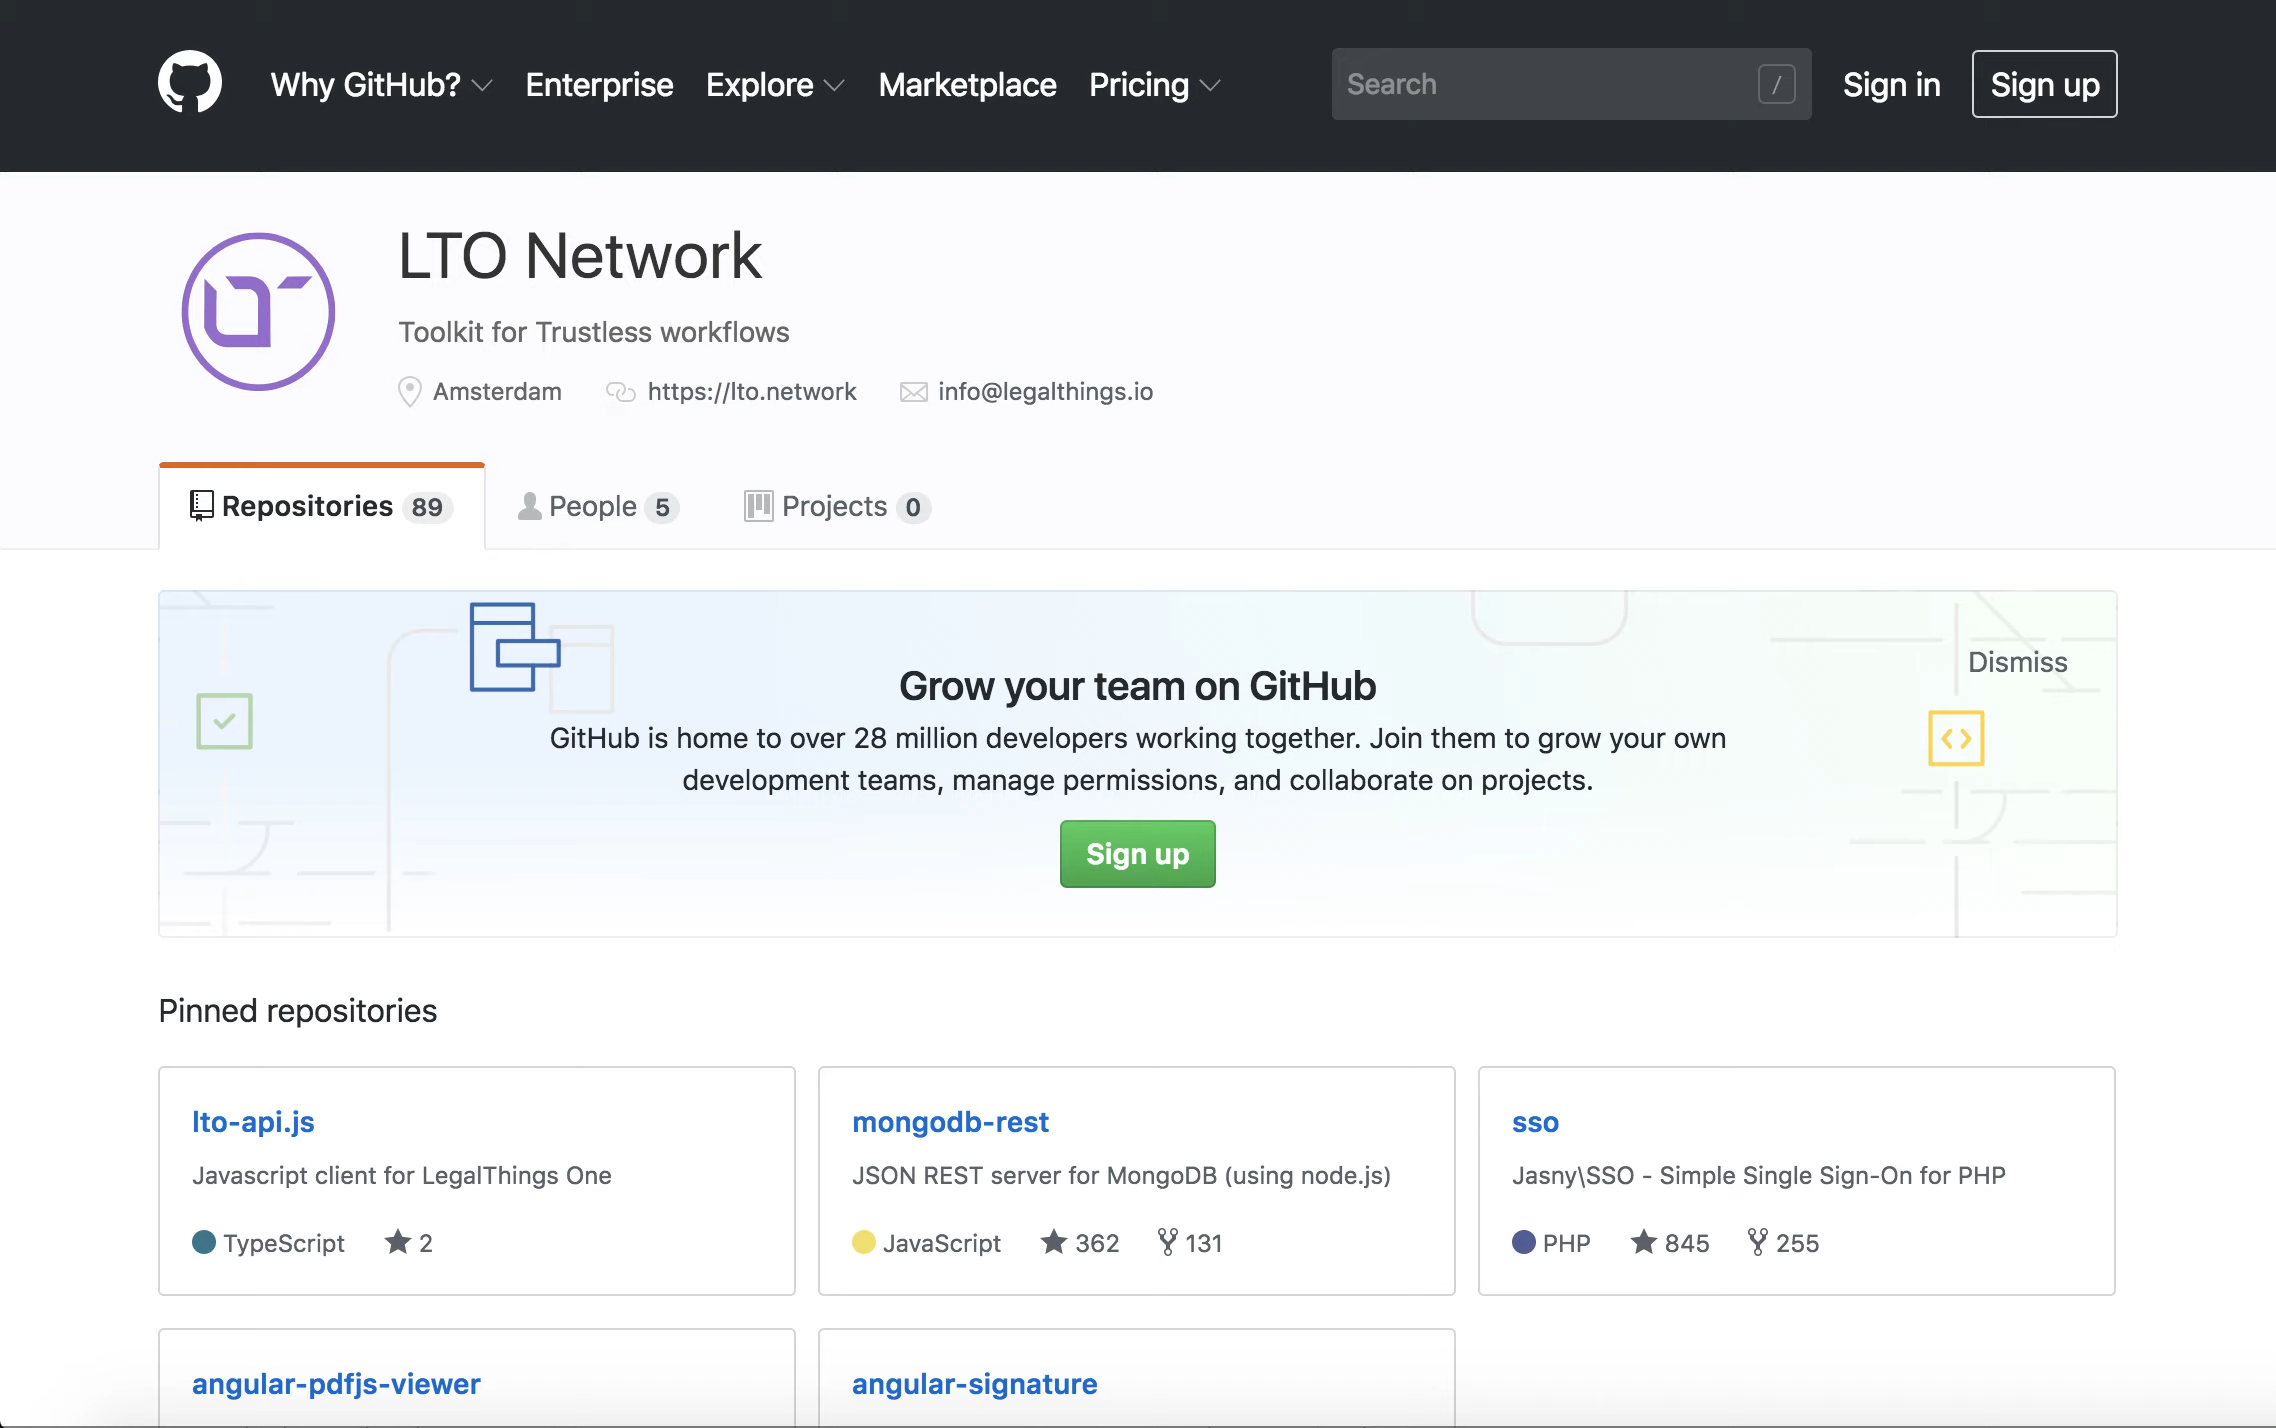 Why GitHub? Enterprise Explore Marketplace Pricing Search / Sign in Sign up
LTO Network
Toolkit for Trustless workflows
Amsterdam https://lto.network info@legalthings.io
Repositories 89 People 5 Projects 0
Dismiss
Grow your team on GitHub
GitHub is home to over 28 million developers working together. Join them to grow your own
development teams, manage permissions, and collaborate on projects.
Sign up
Pinned repositories
lto-api.js
Javascript client for LegalThings One
TypeScript 2
mongodb-rest
JSON REST server for MongoDB (using node.js)
JavaScript 362 131
sso
Jasny\SSO - Simple Single Sign-On for PHP
PHP 845 255
angular-pdfjs-viewer
angular-signature